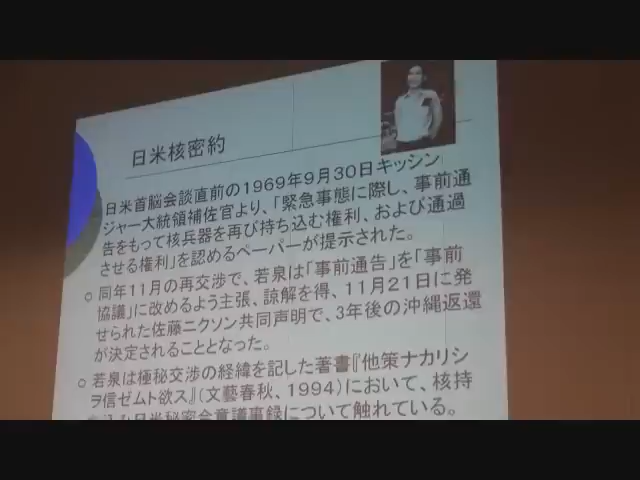 日米核密約
日米首脳会談直前の1969年9月30日キッシン
ジャー大統領補佐官より、「緊急事態に際し、事前通
告をもって核兵器を再び持ち込む権利、および通過
させる権利」を認めるペーパーが提示された。
○ 同年11月の再交渉で、若泉は「事前通告」を「事前
協議」に改めるよう主張、諒解を得、11月21日に発
せられた佐藤ニクソン共同声明で、3年後の沖縄返還
が決定されることとなった。
○ 若泉は極秘交渉の経緯を記した著書『他策ナカリシ
ヲ信ゼムト欲ス』(文藝春秋、1994)において、核持
ち込み日米秘密合意議事録について触れている。